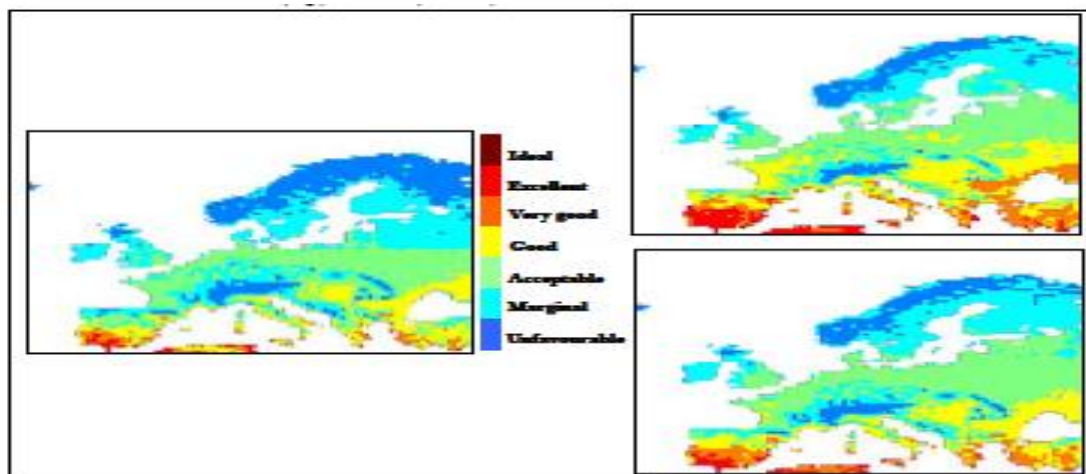 Ideal
Excellent
Very good
Good
Acceptable
Marginal
Unfavourable